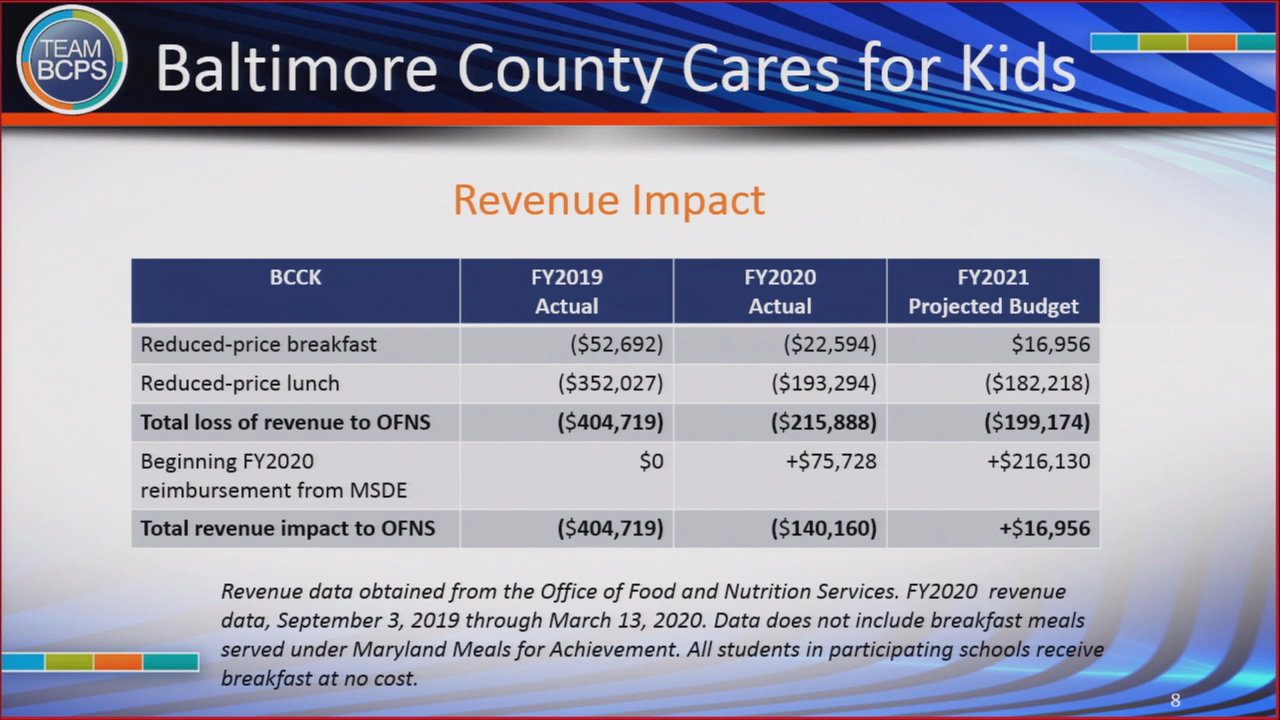 TEAM
BCPS
Baltimore County Cares for Kids
Revenue Impact
BCCK FY2019 Actual FY2020 Actual FY2021 Projected Budget
Reduced-price breakfast ($52,692) ($22,594) $16,956
Reduced-price lunch ($352,027) ($193,294) ($182,218)
Total loss of revenue to OFNS ($404,719) ($215,888) ($199,174)
Beginning FY2020 reimbursement from MSDE $0 +$75,728 +$216,130
Total revenue impact to OFNS ($404,719) ($140,160) +$16,956
Revenue data obtained from the Office of Food and Nutrition Services. FY2020 revenue
data, September 3, 2019 through March 13, 2020. Data does not include breakfast meals
served under Maryland Meals for Achievement. All students in participating schools receive
breakfast at no cost.
8